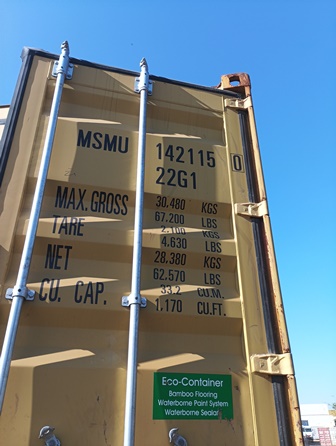 MSMU 142115 0
22G1
MAX. GROSS 30.480 KGS
67.200 LBS
TARE 2.100 KGS
4.630 LBS
NET 28.380 KGS
62.570 LBS
CU. CAP. 33.2 CU.M.
1.170 CU.FT.
Eco-Container
Bamboo Flooring
Waterborne Paint System
Waterborne Sealant